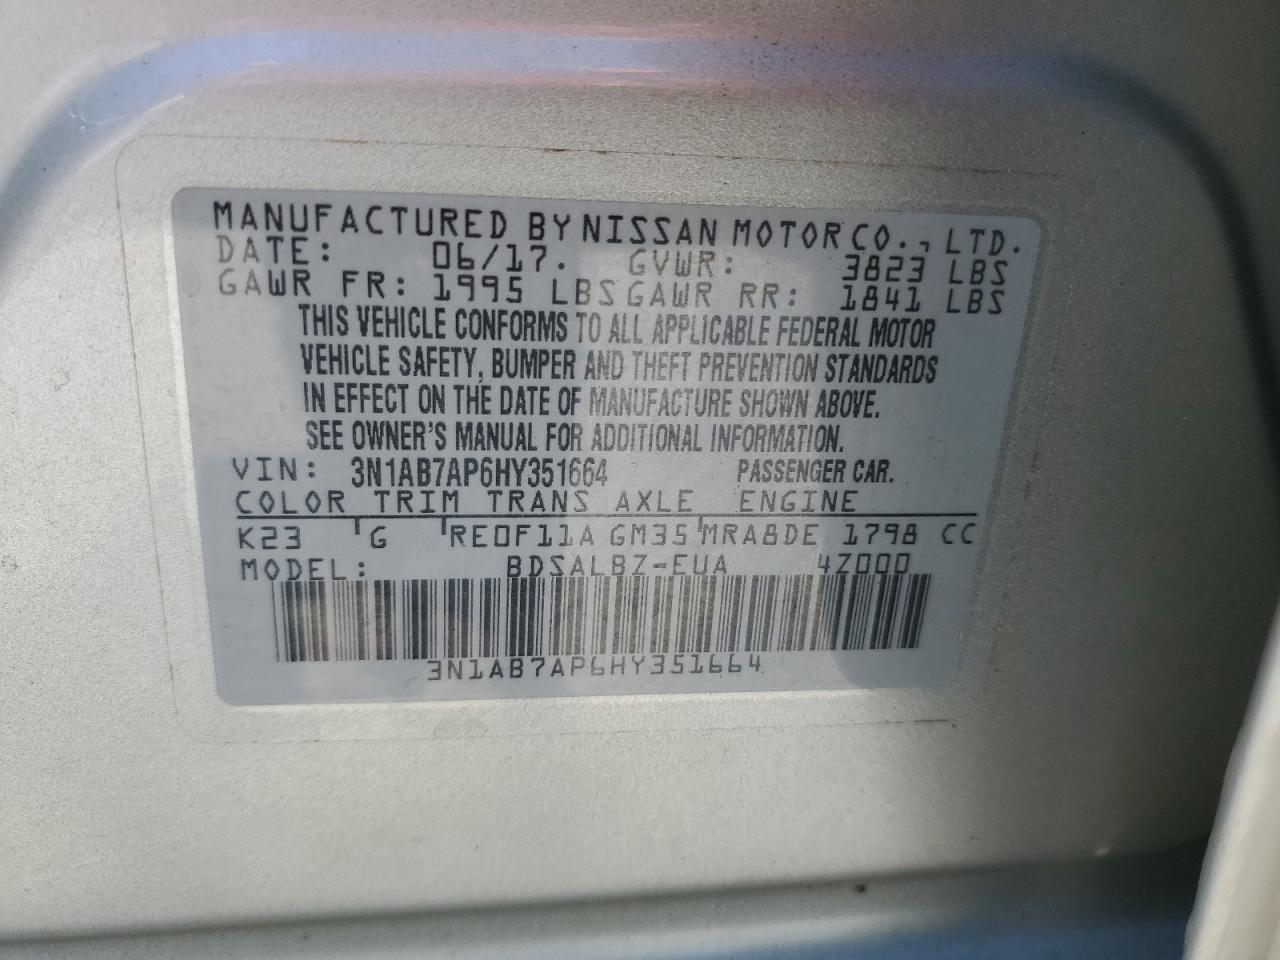 MANUFACTURED BY NISSAN MOTOR CO., LTD.
DATE: 06/17. GVWR: 3823 LBS
GAWR FR: 1995 LBS GAWR RR: 1841 LBS
THIS VEHICLE CONFORMS TO ALL APPLICABLE FEDERAL MOTOR
VEHICLE SAFETY, BUMPER AND THEFT PREVENTION STANDARDS
IN EFFECT ON THE DATE OF MANUFACTURE SHOWN ABOVE.
SEE OWNER'S MANUAL FOR ADDITIONAL INFORMATION.
VIN: 3N1AB7AP6HY351664 PASSENGER CAR.
COLOR TRIM TRANS AXLE ENGINE
K23 G RE0F11A GM35 MRA8DE 1798 CC
MODEL: BDSALBZ-EUA 4Z000
3N1AB7AP6HY351664